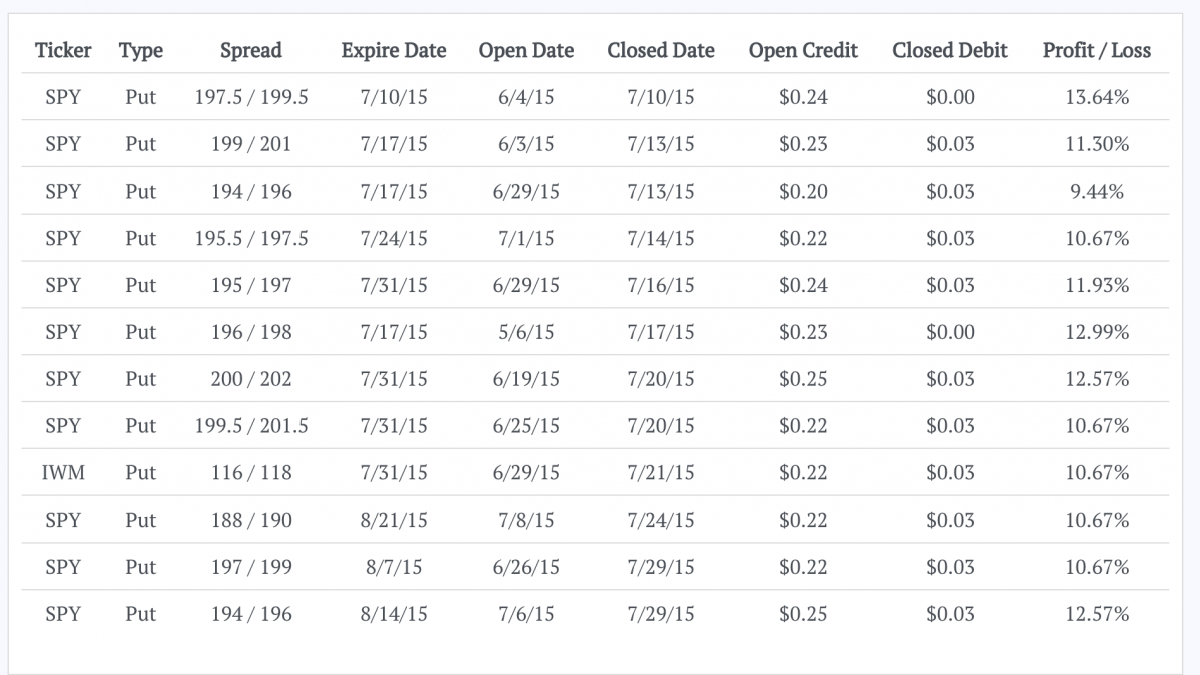 Ticker Type Spread Expire Date Open Date Closed Date Open Credit Closed Debit Profit / Loss
SPY Put 197.5 / 199.5 7/10/15 6/4/15 7/10/15 $0.24 $0.00 13.64%
SPY Put 199 / 201 7/17/15 6/3/15 7/13/15 $0.23 $0.03 11.30%
SPY Put 194 / 196 7/17/15 6/29/15 7/13/15 $0.20 $0.03 9.44%
SPY Put 195.5 / 197.5 7/24/15 7/1/15 7/14/15 $0.22 $0.03 10.67%
SPY Put 195 / 197 7/31/15 6/29/15 7/16/15 $0.24 $0.03 11.93%
SPY Put 196 / 198 7/17/15 5/6/15 7/17/15 $0.23 $0.00 12.99%
SPY Put 200 / 202 7/31/15 6/19/15 7/20/15 $0.25 $0.03 12.57%
SPY Put 199.5 / 201.5 7/31/15 6/25/15 7/20/15 $0.22 $0.03 10.67%
IWM Put 116 / 118 7/31/15 6/29/15 7/21/15 $0.22 $0.03 10.67%
SPY Put 188 / 190 8/21/15 7/8/15 7/24/15 $0.22 $0.03 10.67%
SPY Put 197 / 199 8/7/15 6/26/15 7/29/15 $0.22 $0.03 10.67%
SPY Put 194 / 196 8/14/15 7/6/15 7/29/15 $0.25 $0.03 12.57%